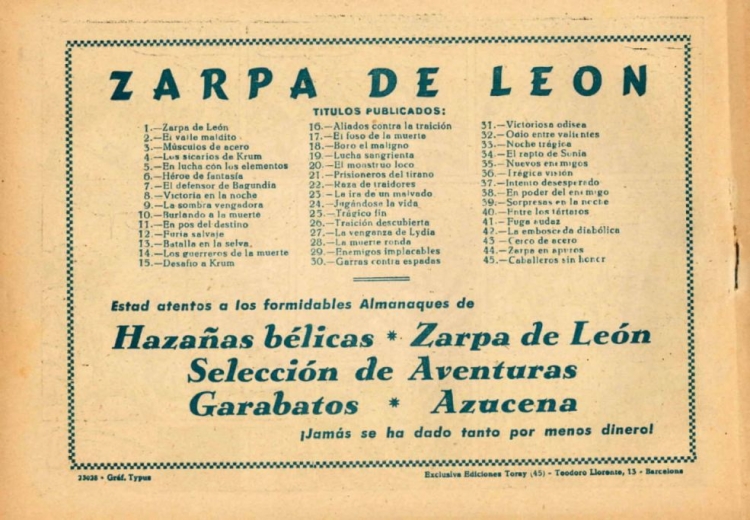 ZARPA DE LEON
TITULOS PUBLICADOS:
1.—Zarpa de León
2.—El valle maldito
3.—Músculos de acero
4.—Los sicarios de Krum
5.—En lucha con los elementos
6.—Héroe de fantasía
7.—El defensor de Bagundia
8.—Victoria en la noche
9.—La sombra vengadora
10.—Burlando a la muerte
11.—En pos del destino
12.—Furia salvaje
13.—Batalla en la selva
14.—Los guerreros de la muerte
15.—Desafío a Krum
16.—Aliados contra la traición
17.—El foso de la muerte
18.—Boro el maligno
19.—Lucha sangrienta
20.—El monstruo loco
21.—Prisioneros del tirano
22.—Raza de traidores
23.—La ira de un malvado
24.—Jugándose la vida
25.—Trágico fin
26.—Traición descubierta
27.—La venganza de Lydia
28.—La muerte ronda
29.—Enemigos implacables
30.—Garras contra espadas
31.—Victoriosa odisea
32.—Odio entre valientes
33.—Noche trágica
34.—El rapto de Sonia
35.—Nuevos enemigos
36.—Trágica visión
37.—Intento desesperado
38.—En poder del enemigo
39.—Sorpresas en la noche
40.—Entre los tártaros
41.—Fuga audaz
42.—La emboscada diabólica
43.—Cerco de acero
44.—Zarpa en apuros
45.—Caballeros sin honor
Estad atentos a los formidables Almanaques de
Hazañas bélicas * Zarpa de León
Selección de Aventuras
Garabatos * Azucena
¡Jamás se ha dado tanto por menos dinero!
23628 - Gráf. Typus
Exclusiva Ediciones Toray (45) - Teodoro Llorente, 13 - Barcelona